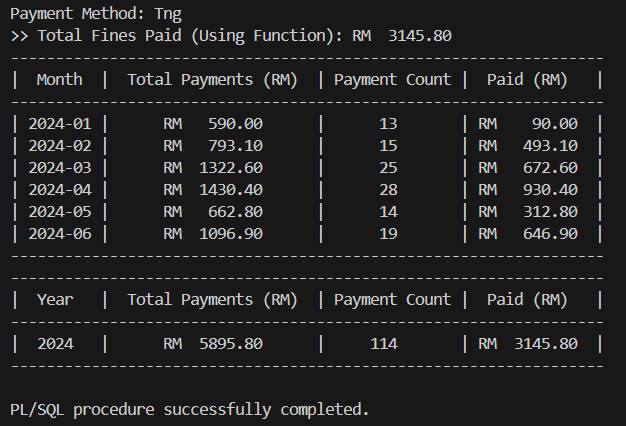 Payment Method: Tng
>> Total Fines Paid (Using Function): RM  3145.80
------------------------------------------------------------------
|  Month  |  Total Payments (RM)  | Payment Count |  Paid (RM)   |
------------------------------------------------------------------
| 2024-01 |      RM   590.00      |      13       | RM    90.00  |
| 2024-02 |      RM   793.10      |      15       | RM   493.10  |
| 2024-03 |      RM  1322.60      |      25       | RM   672.60  |
| 2024-04 |      RM  1430.40      |      28       | RM   930.40  |
| 2024-05 |      RM   662.80      |      14       | RM   312.80  |
| 2024-06 |      RM  1096.90      |      19       | RM   646.90  |
------------------------------------------------------------------
------------------------------------------------------------------
|  Year   |  Total Payments (RM)  | Payment Count |  Paid (RM)   |
------------------------------------------------------------------
|  2024   |      RM  5895.80      |     114       | RM  3145.80  |
------------------------------------------------------------------
PL/SQL procedure successfully completed.